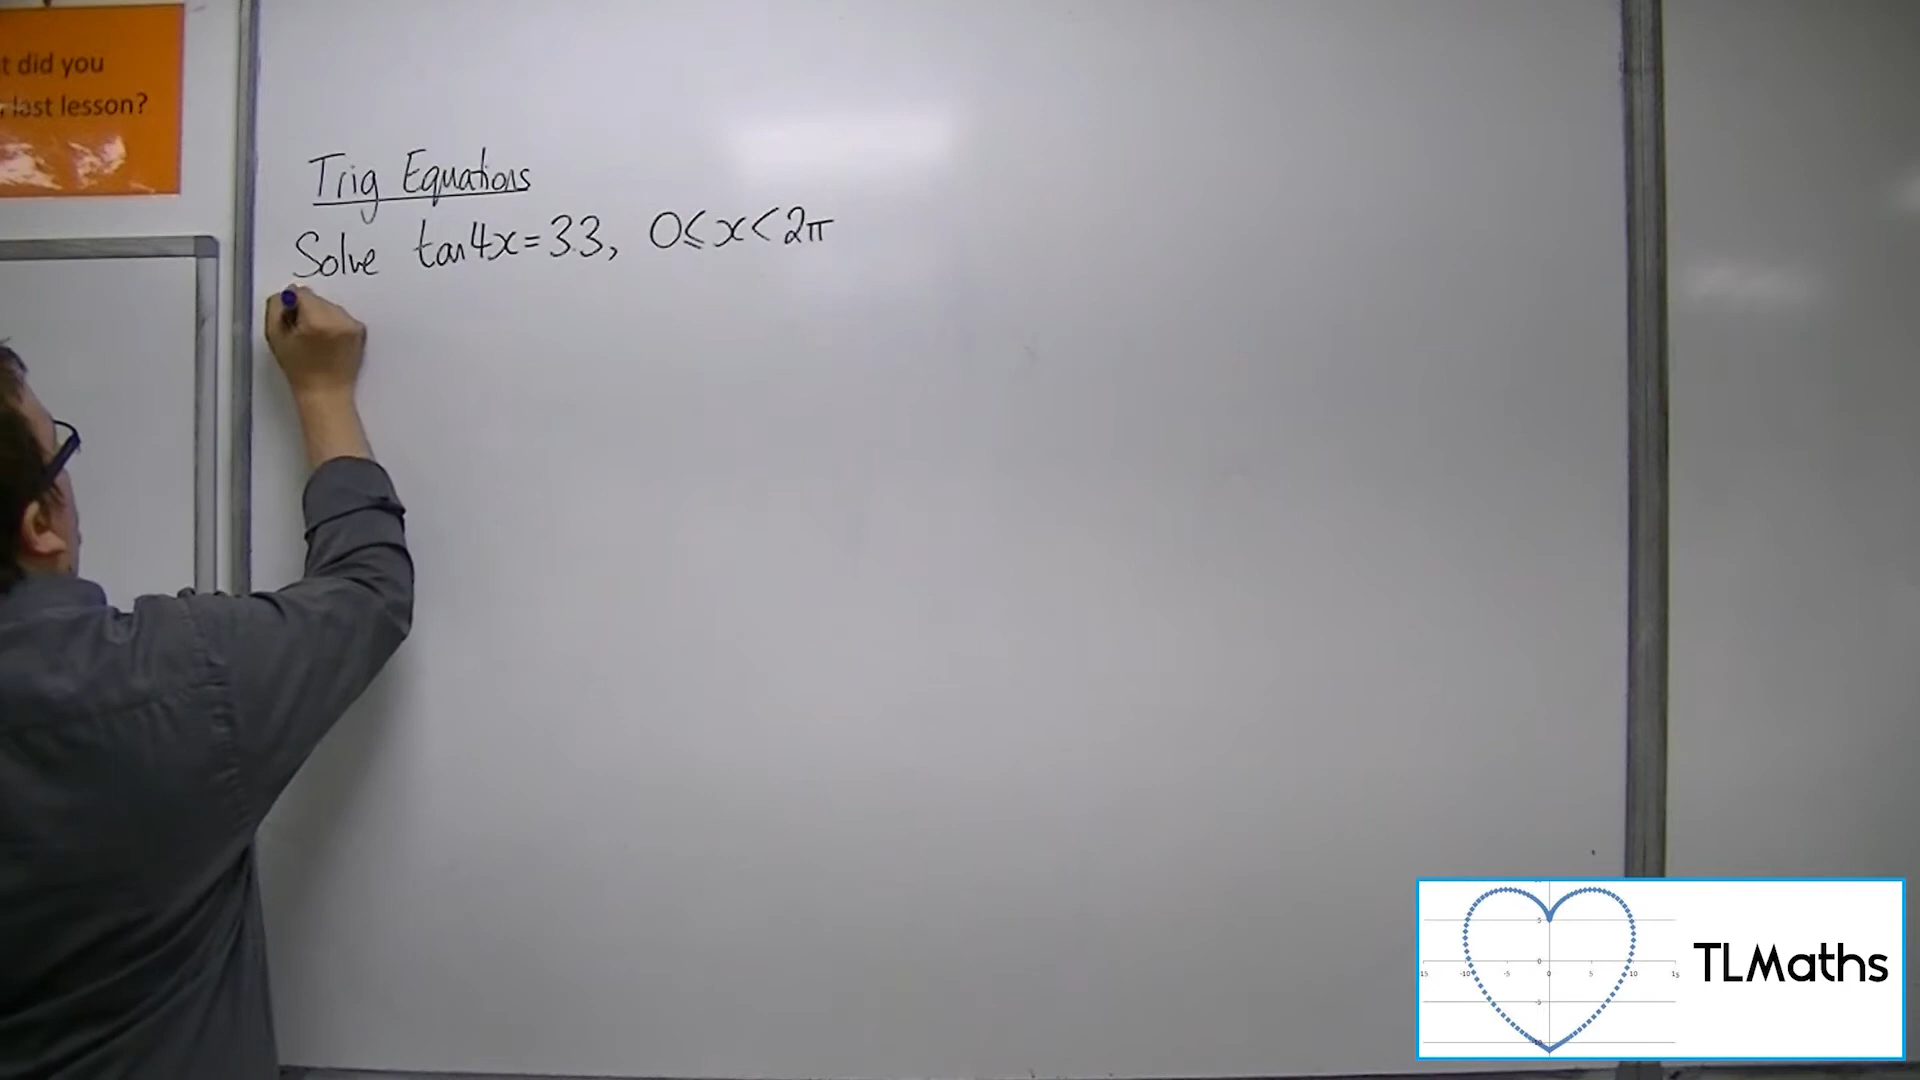 t did you
last lesson?
Trig Equations
Solve tan4x=3.3, 0≤x<2π
TLMaths